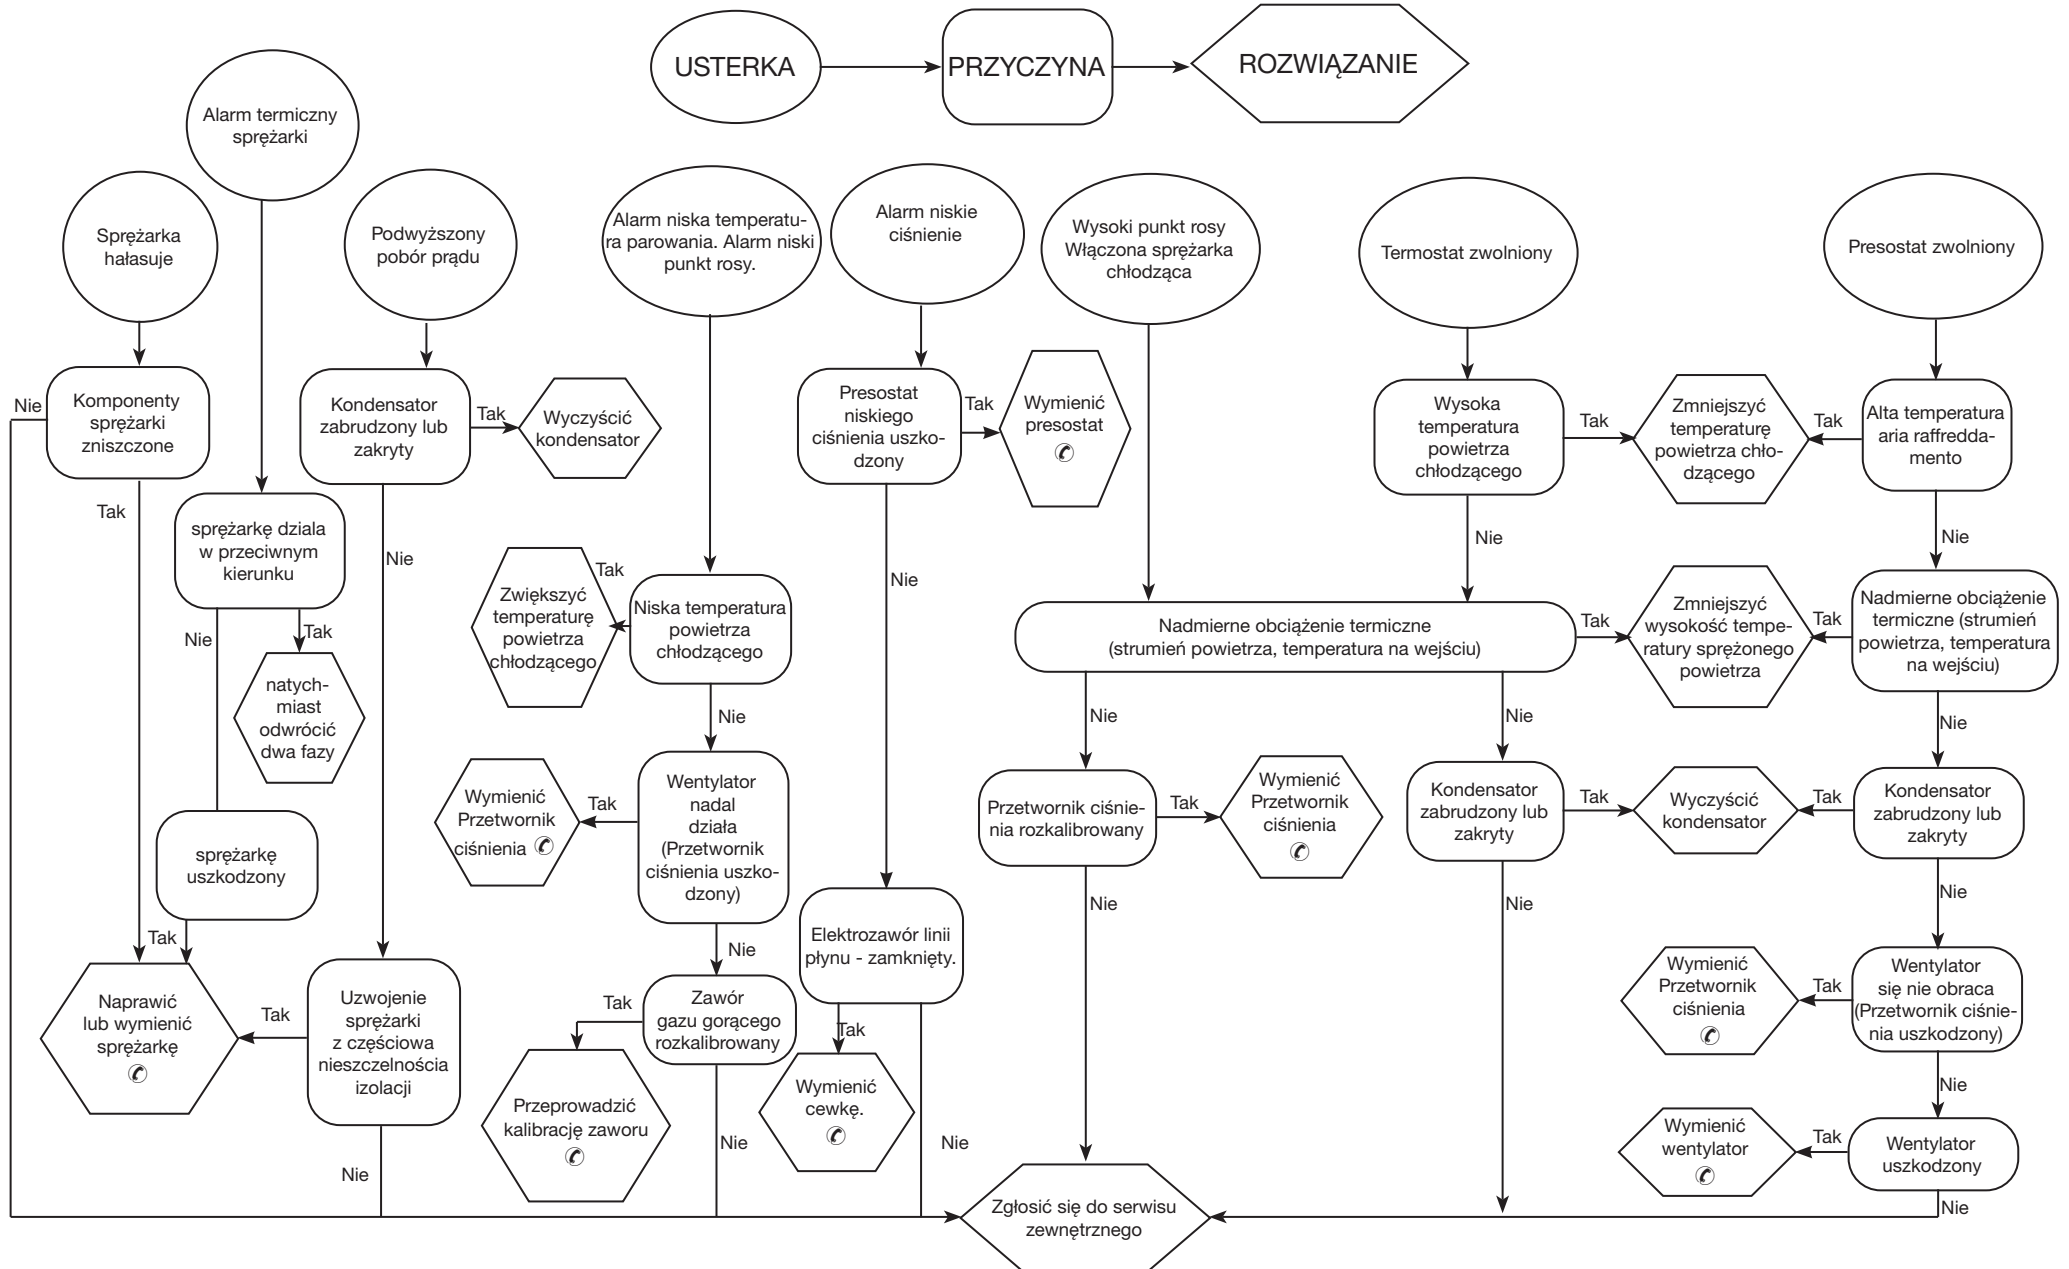 USTERKA
PRZYCZYNA
ROZWIĄZANIE
Alarm termiczny
sprężarki
Sprężarka
hałasuje
Podwyższony
pobór prądu
Alarm niska temperatu-
ra parowania. Alarm niski
punkt rosy.
Alarm niskie
ciśnienie
Wysoki punkt rosy
Włączona sprężarka
chłodząca
Termostat zwolniony
Presostat zwolniony
Nie
Komponenty
sprężarki
zniszczone
Tak
Kondensator
zabrudzony lub
zakryty
Tak
Wyczyścić
kondensator
Presostat
niskiego
ciśnienia uszko-
dzony
Tak
Wymienić
presostat
Wysoka
temperatura
powietrza
chłodzącego
Tak
Zmniejszyć
temperaturę
powietrza chło-
dzącego
Tak
Alta temperatura
aria raffredda-
mento
sprężarkę dziala
w przeciwnym
kierunku
Nie
Tak
natych-
miast
odwrócić
dwa fazy
Nie
Nie
Nie
Nie
Zwiększyć
temperaturę
powietrza
chłodzącego
Tak
Niska temperatura
powietrza
chłodzącego
Nie
Nadmierne obciążenie termiczne
(strumień powietrza, temperatura na wejściu)
Tak
Zmniejszyć
wysokość tempe-
ratury sprężonego
powietrza
Tak
Nadmierne obciążenie
termiczne (strumień
powietrza, temperatura
na wejściu)
Nie
Nie
Nie
Wymienić
Przetwornik
ciśnienia
Tak
Wentylator
nadal
działa
(Przetwornik
ciśnienia uszko-
dzony)
Przetwornik ciśnie-
nia rozkalibrowany
Tak
Wymienić
Przetwornik
ciśnienia
Kondensator
zabrudzony lub
zakryty
Tak
Wyczyścić
kondensator
Tak
Kondensator
zabrudzony lub
zakryty
sprężarkę
uszkodzony
Tak
Nie
Nie
Nie
Nie
Elektrozawór linii
płynu - zamknięty.
Wymienić
Przetwornik
ciśnienia
Tak
Wentylator
się nie obraca
(Przetwornik ciśnie-
nia uszkodzony)
Naprawić
lub wymienić
sprężarkę
Tak
Uzwojenie
sprężarki
z częściowa
nieszczelnościa
izolacji
Tak
Zawór
gazu gorącego
rozkalibrowany
Tak
Nie
Przeprowadzić
kalibrację zaworu
Wymienić
cewkę.
Wymienić
wentylator
Tak
Wentylator
uszkodzony
Nie
Nie
Nie
Nie
Zgłosić się do serwisu
zewnętrznego